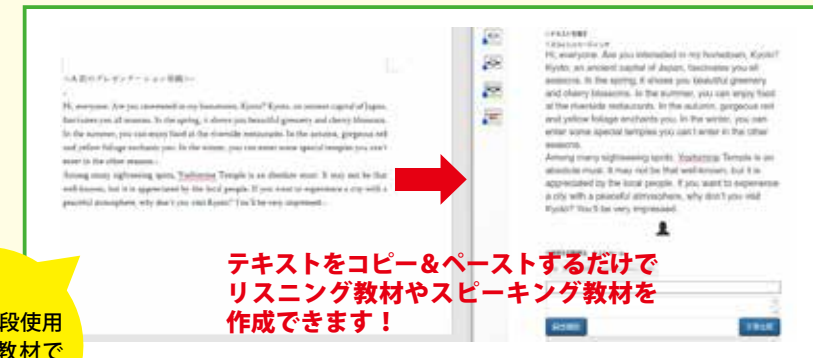 <A君のプレゼンテーション原稿>
Hi, everyone. Are you interested in my hometown, Kyoto? Kyoto, an ancient capital of Japan,
fascinates you all seasons. In the spring, it shows you beautiful greenery and cherry blossoms.
In the summer, you can enjoy food at the riverside restaurants. In the autumn, gorgeous red
and yellow foliage enchants you. In the winter, you can enter some special temples you can't
enter in the other seasons.
Among many sightseeing spots, Temple is an absolute must. It may not be that
well-known, but it is appreciated by the local people. If you want to experience a city with a
peaceful atmosphere, why don't you visit Kyoto? You'll be very impressed.
Hi, everyone. Are you interested in my hometown, Kyoto?
Kyoto, an ancient capital of Japan, fascinates you all
seasons. In the spring, it shows you beautiful greenery
and cherry blossoms. In the summer, you can enjoy food
at the riverside restaurants. In the autumn, gorgeous red
and yellow foliage enchants you. In the winter, you can
enter some special temples you can't enter in the other
seasons.
Among many sightseeing spots, Temple is an
absolute must. It may not be that well-known, but it is
appreciated by the local people. If you want to experience
a city with a peaceful atmosphere, why don't you visit
Kyoto? You'll be very impressed.
テキストをコピー&ペーストするだけで
リスニング教材やスピーキング教材を
作成できます！
段使用
教材で